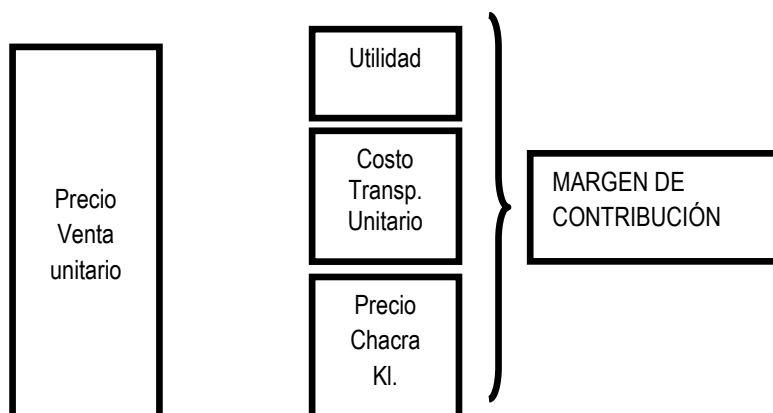 Precio
Venta
unitario
Utilidad
Costo
Transp.
Unitario
Precio
Chacra
Kl.
MARGEN DE
CONTRIBUCIÓN